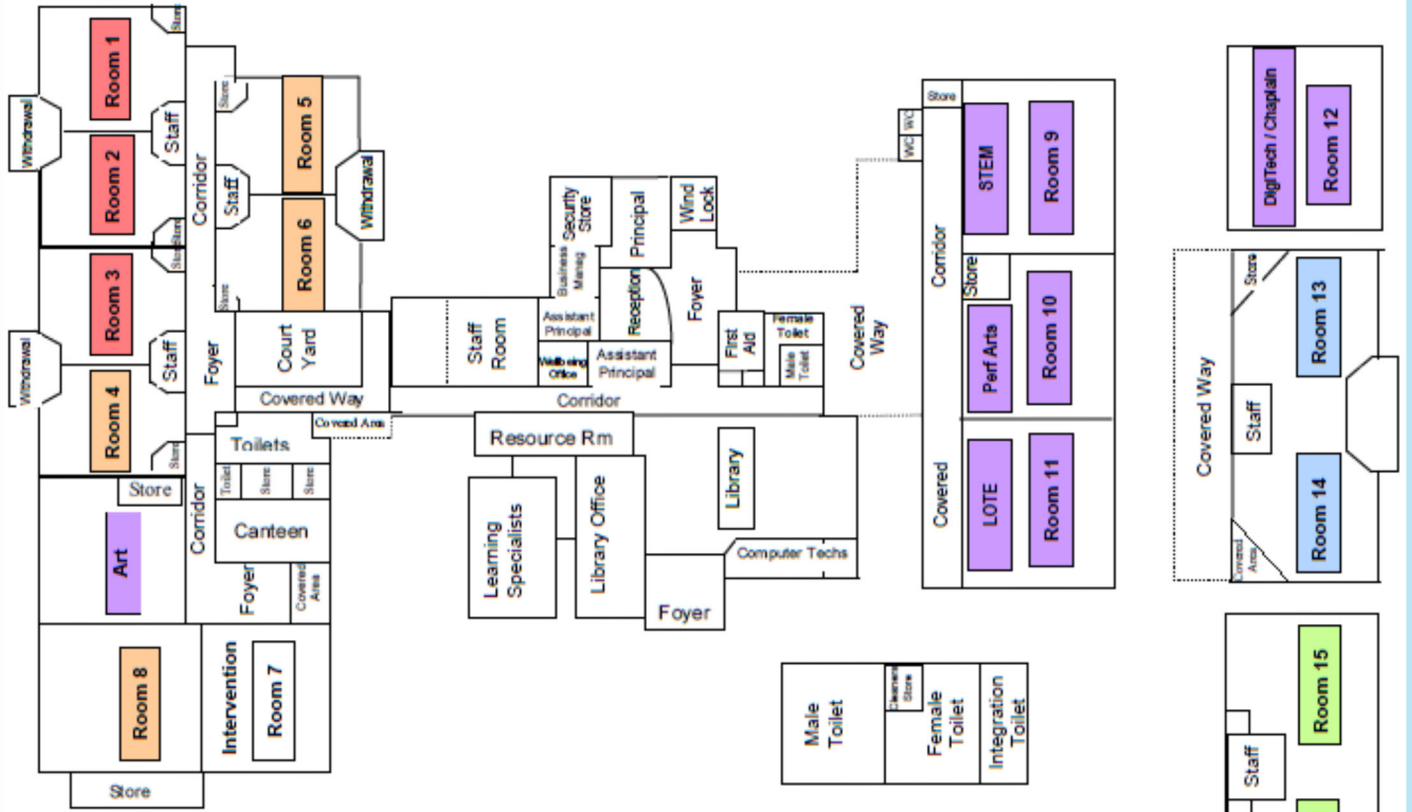 Store
Room 1
Withdrawal
Staff
Room 2
Store
Store
Room 3
Withdrawal
Staff
Room 4
Store
Store
Art
Room 8
Store
Corridor
Foyer
Corridor
Store
Room 5
Staff
Withdrawal
Room 6
Store
Court
Yard
Covered Way
Covered Area
Toilets
Toilet
Store
Store
Canteen
Foyer
Covered
Area
Intervention
Room 7
Security
Store
Principal
Wind
Lock
Business
Manag
Reception
Foyer
Staff
Room
Assistant
Principal
Wellbeing
Office
Assistant
Principal
First
Aid
Female
Toilet
Male
Toilet
Corridor
Covered
Way
Resource Rm
Learning
Specialists
Library Office
Library
Computer Techs
Foyer
Male
Toilet
Cleaners
Store
Female
Toilet
Integration
Toilet
Store
WC
WC
Corridor
Covered
STEM
Room 9
Store
Perf Arts
Room 10
LOTE
Room 11
DigiTech / Chaplain
Room 12
Covered Way
Store
Room 13
Staff
Covered
Area
Room 14
Room 15
Staff